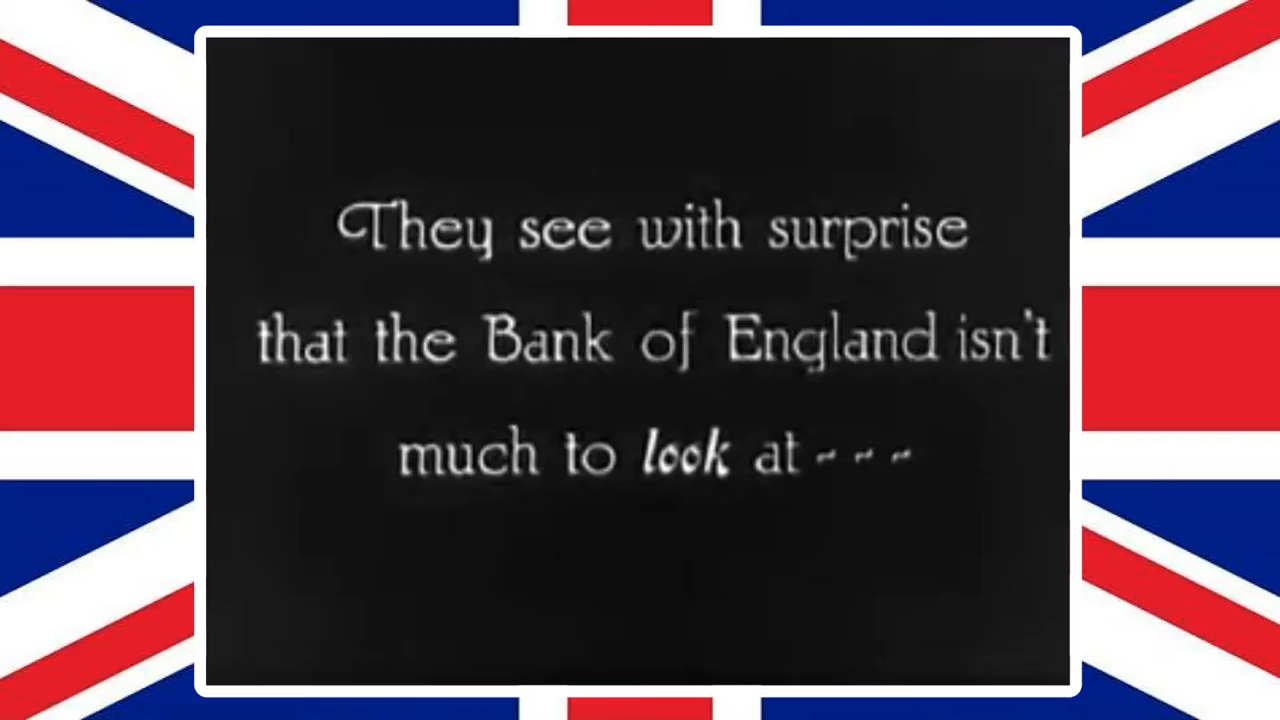 They see with surprise
that the Bank of England isn't
much to look at - - -